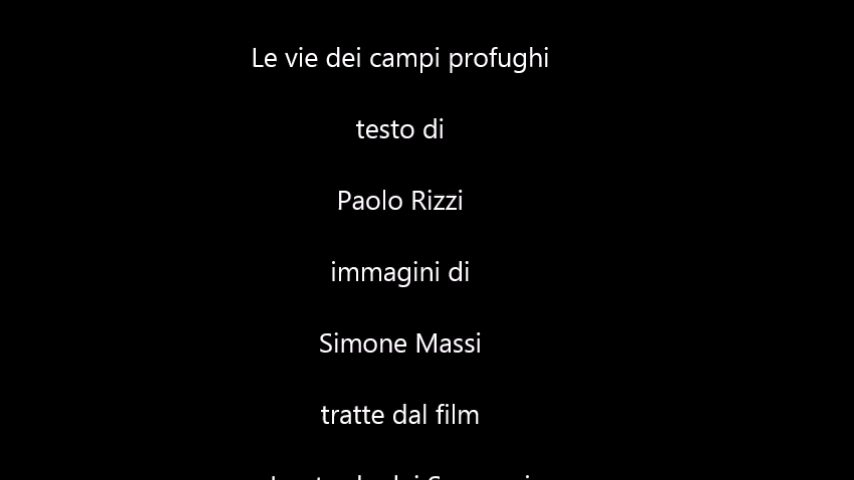 Le vie dei campi profughi
testo di
Paolo Rizzi
immagini di
Simone Massi
tratte dal film